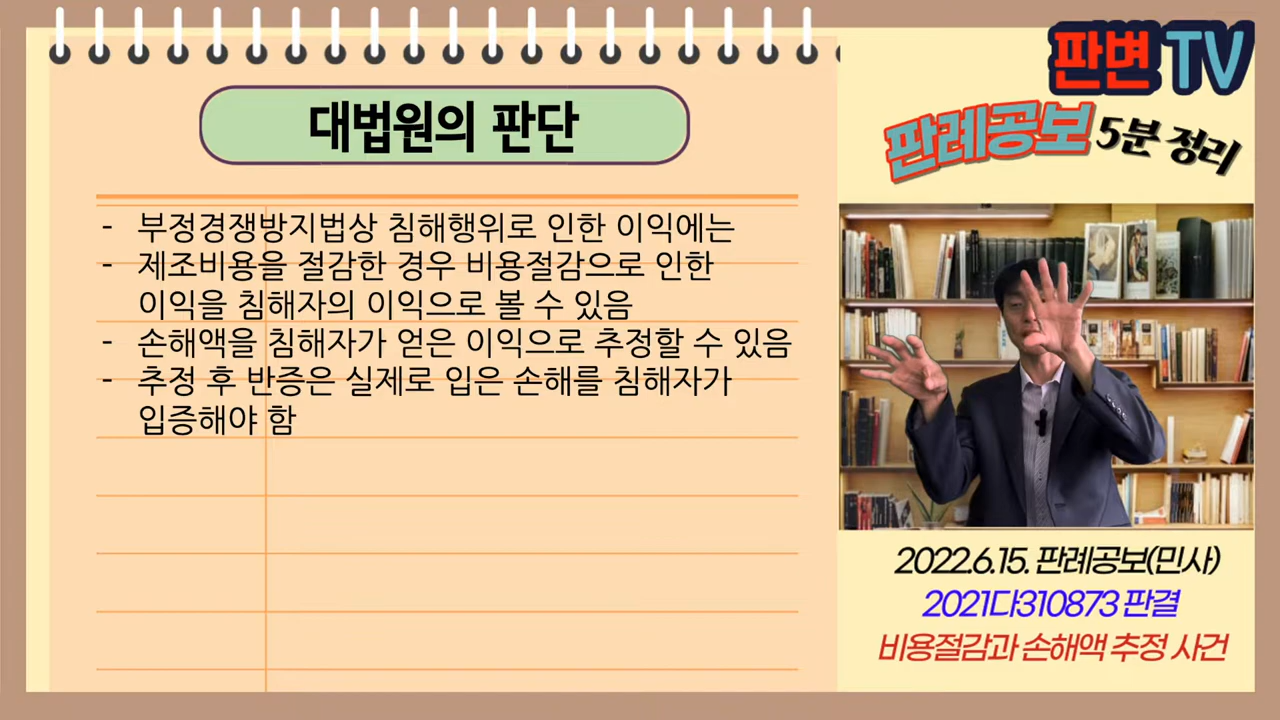 판변 TV
판례공보 5분 정리
대법원의 판단
- 부정경쟁방지법상 침해행위로 인한 이익에는
- 제조비용을 절감한 경우 비용절감으로 인한
이익을 침해자의 이익으로 볼 수 있음
- 손해액을 침해자가 얻은 이익으로 추정할 수 있음
- 추정 후 반증은 실제로 입은 손해를 침해자가
입증해야 함
2022.6.15. 판례공보(민사)
2021다310873 판결
비용절감과 손해액 추정 사건